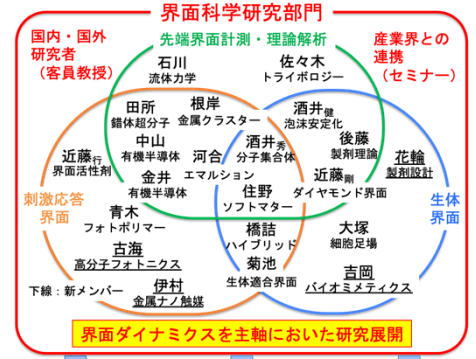 界面科学研究部門
国内・国外
研究者
(客員教授)
先端界面計測・理論解析
産業界との
連携
(セミナー)
石川
流体力学
佐々木
トライボロジー
田所
錯体超分子
根岸
金属クラスター
酒井健
泡沫安定化
中山
有機半導体
酒井秀
分子集合体
後藤
製剤理論
近藤行
界面活性剤
河合
エマルション
花輪
製剤設計
金井
有機半導体
近藤剛
ダイヤモンド界面
刺激応答
界面
住野
ソフトマター
生体
界面
青木
フォトポリマー
橋詰
ハイブリッド
大塚
細胞足場
古海
高分子フォトニクス
菊池
生体適合界面
吉岡
バイオミメティクス
下線:新メンバー
伊村
金属ナノ触媒
界面ダイナミクスを主軸においた研究展開